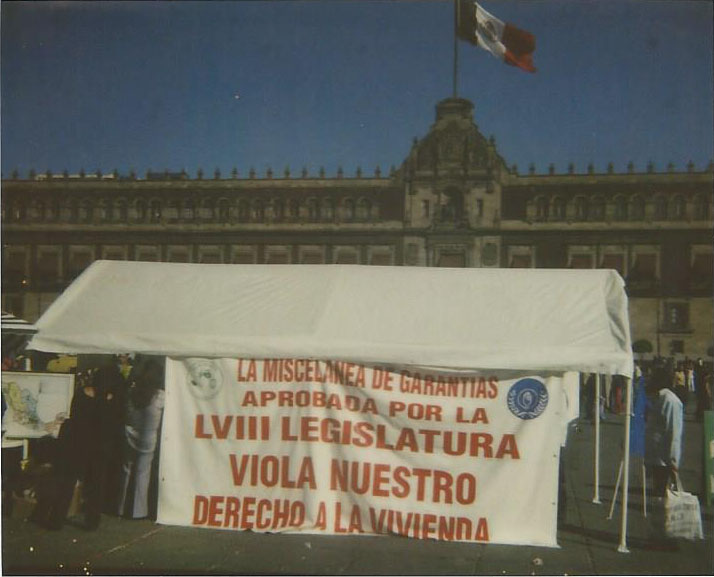 LA MISCELANEA DE GARANTIAS
APROBADA POR LA
LVIII LEGISLATURA
VIOLA NUESTRO
DERECHO A LA VIVIENDA